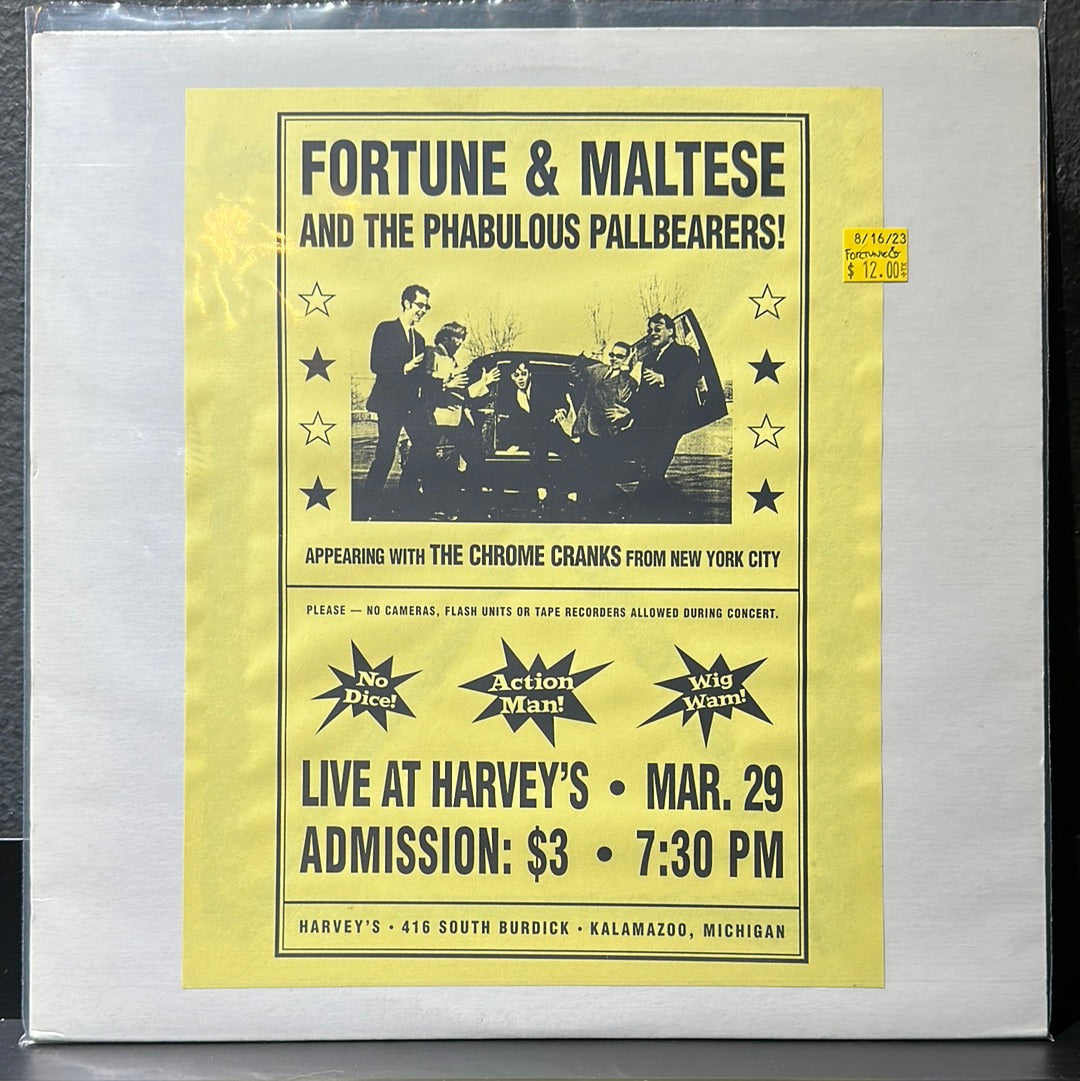 FORTUNE & MALTESE
AND THE PHABULOUS PALLBEARERS!
8/16/23
Fortune &
$ 12.00
APPEARING WITH THE CHROME CRANKS FROM NEW YORK CITY
PLEASE — NO CAMERAS, FLASH UNITS OR TAPE RECORDERS ALLOWED DURING CONCERT.
No
Dice!
Action
Man!
Wig
Wam!
LIVE AT HARVEY'S • MAR. 29
ADMISSION: $3 • 7:30 PM
HARVEY'S • 416 SOUTH BURDICK • KALAMAZOO, MICHIGAN